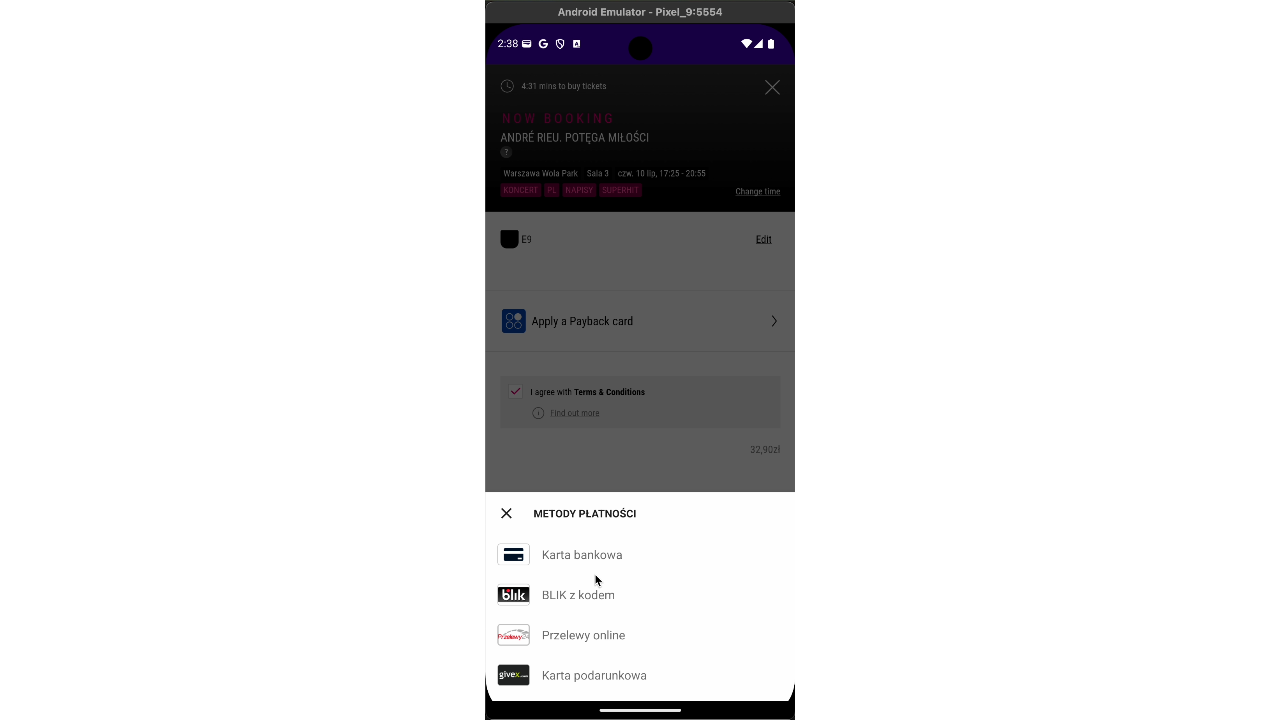 Android Emulator - Pixel_9:5554
2:38
4:31 mins to buy tickets
NOW BOOKING
ANDRÉ RIEU. POTĘGA MIŁOŚCI
?
Warszawa Wola Park Sala 3 czw. 10 lip, 17:25 - 20:55
KONCERT PL NAPISY SUPERHIT Change time
E9 Edit
Apply a Payback card
I agree with Terms & Conditions
Find out more
32,90zł
METODY PŁATNOŚCI
Karta bankowa
blik BLIK z kodem
Przelewy24 Przelewy online
givex.com Karta podarunkowa